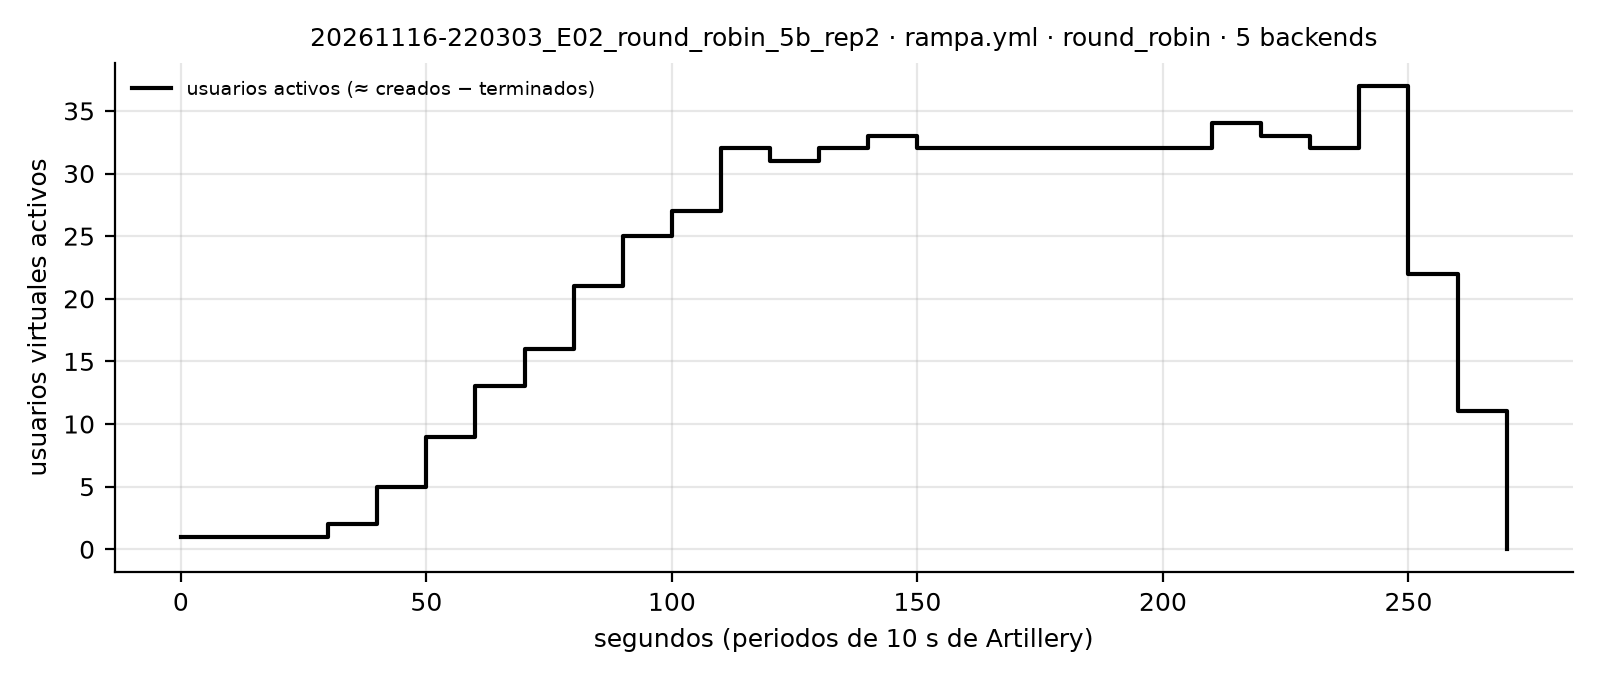 20261116-220303_E02_round_robin_5b_rep2 · rampa.yml · round_robin · 5 backends
usuarios activos (≈ creados − terminados)
usuarios virtuales activos
35
30
25
20
15
10
5
0
0 50 100 150 200 250
segundos (periodos de 10 s de Artillery)